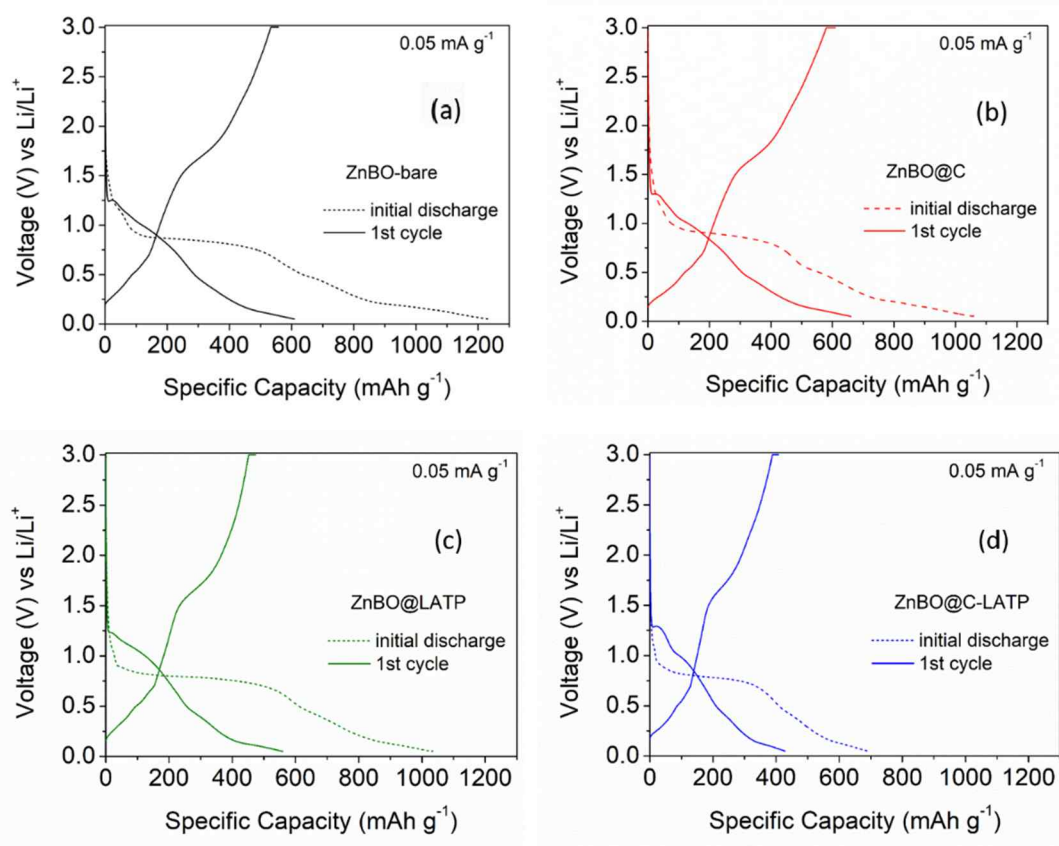 3.0
2.5
2.0
1.5
1.0
0.5
0.0
Voltage (V) vs Li/Li⁺
0.05 mA g⁻¹
(a)
ZnBO-bare
initial discharge
1st cycle
0 200 400 600 800 1000 1200
Specific Capacity (mAh g⁻¹)
3.0
2.5
2.0
1.5
1.0
0.5
0.0
Voltage (V) vs Li/Li⁺
0.05 mA g⁻¹
(b)
ZnBO@C
initial discharge
1st cycle
0 200 400 600 800 1000 1200
Specific Capacity (mAh g⁻¹)
3.0
2.5
2.0
1.5
1.0
0.5
0.0
Voltage (V) vs Li/Li⁺
0.05 mA g⁻¹
(c)
ZnBO@LATP
initial discharge
1st cycle
0 200 400 600 800 1000 1200
Specific Capacity (mAh g⁻¹)
3.0
2.5
2.0
1.5
1.0
0.5
0.0
Voltage (V) vs Li/Li⁺
0.05 mA g⁻¹
(d)
ZnBO@C-LATP
initial discharge
1st cycle
0 200 400 600 800 1000 1200
Specific Capacity (mAh g⁻¹)